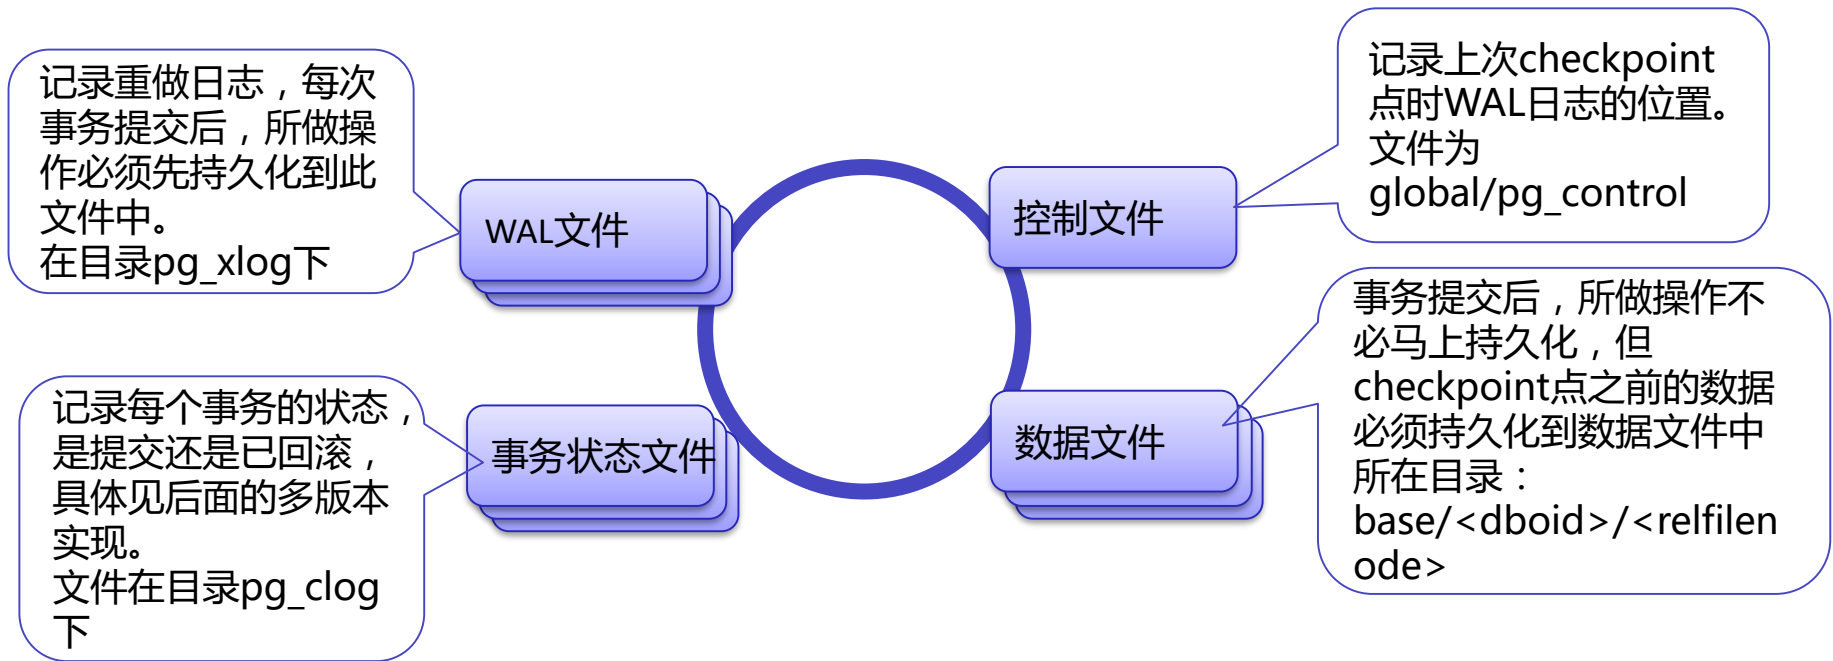 记录重做日志，每次
事务提交后，所做操
作必须先持久化到此
文件中。
在目录pg_xlog下
WAL文件
控制文件
记录上次checkpoint
点时WAL日志的位置。
文件为
global/pg_control
记录每个事务的状态，
是提交还是已回滚，
具体见后面的多版本
实现。
文件在目录pg_clog
下
事务状态文件
数据文件
事务提交后，所做操作不
必马上持久化，但
checkpoint点之前的数据
必须持久化到数据文件中
所在目录：
base/<dboid>/<relfilen
ode>